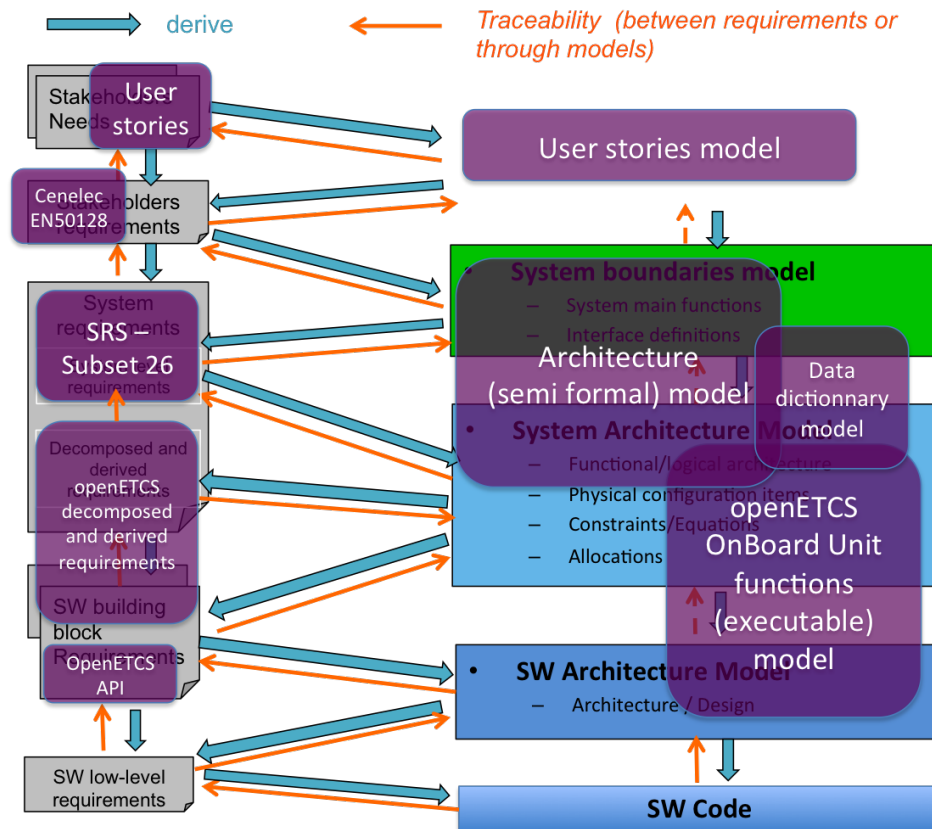 derive
Traceability (between requirements or
through models)
Stakeholders
Needs
User
stories
User stories model
Cenelec
EN50128
Stakeholders
requirements
• System boundaries model
– System main functions
– Interface definitions
System
requirements
SRS –
Subset 26
requirements
Architecture
(semi formal) model
Data
dictionnary
model
• System Architecture Model
– Functional/logical architecture
– Physical configuration items
– Constraints/Equations
– Allocations
Decomposed and
derived
requirements
openETCS
decomposed
and derived
requirements
openETCS
OnBoard Unit
functions
(executable)
model
SW building
block
Requirements
OpenETCS
API
• SW Architecture Model
– Architecture / Design
SW low-level
requirements
SW Code